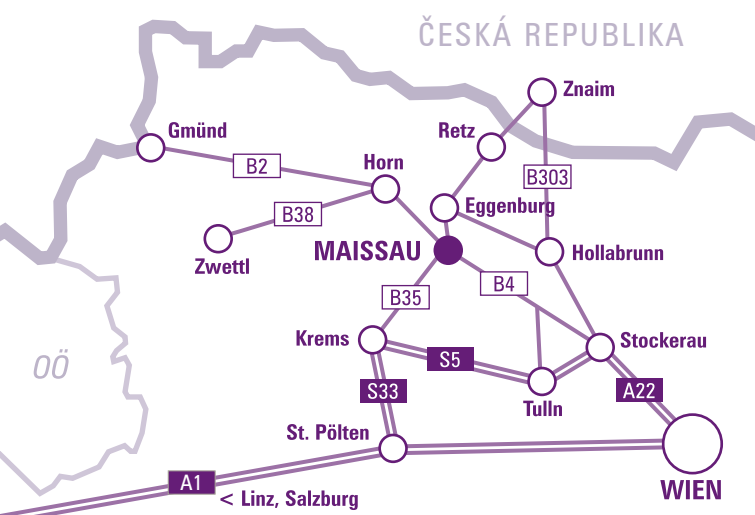 ČESKÁ REPUBLIKA
Znaim
Gmünd
Retz
Horn
B2
B303
Eggenburg
B38
MAISSAU
Hollabrunn
Zwettl
B4
B35
Krems
Stockerau
S5
OÖ
S33
A22
Tulln
St. Pölten
A1
WIEN
< Linz, Salzburg